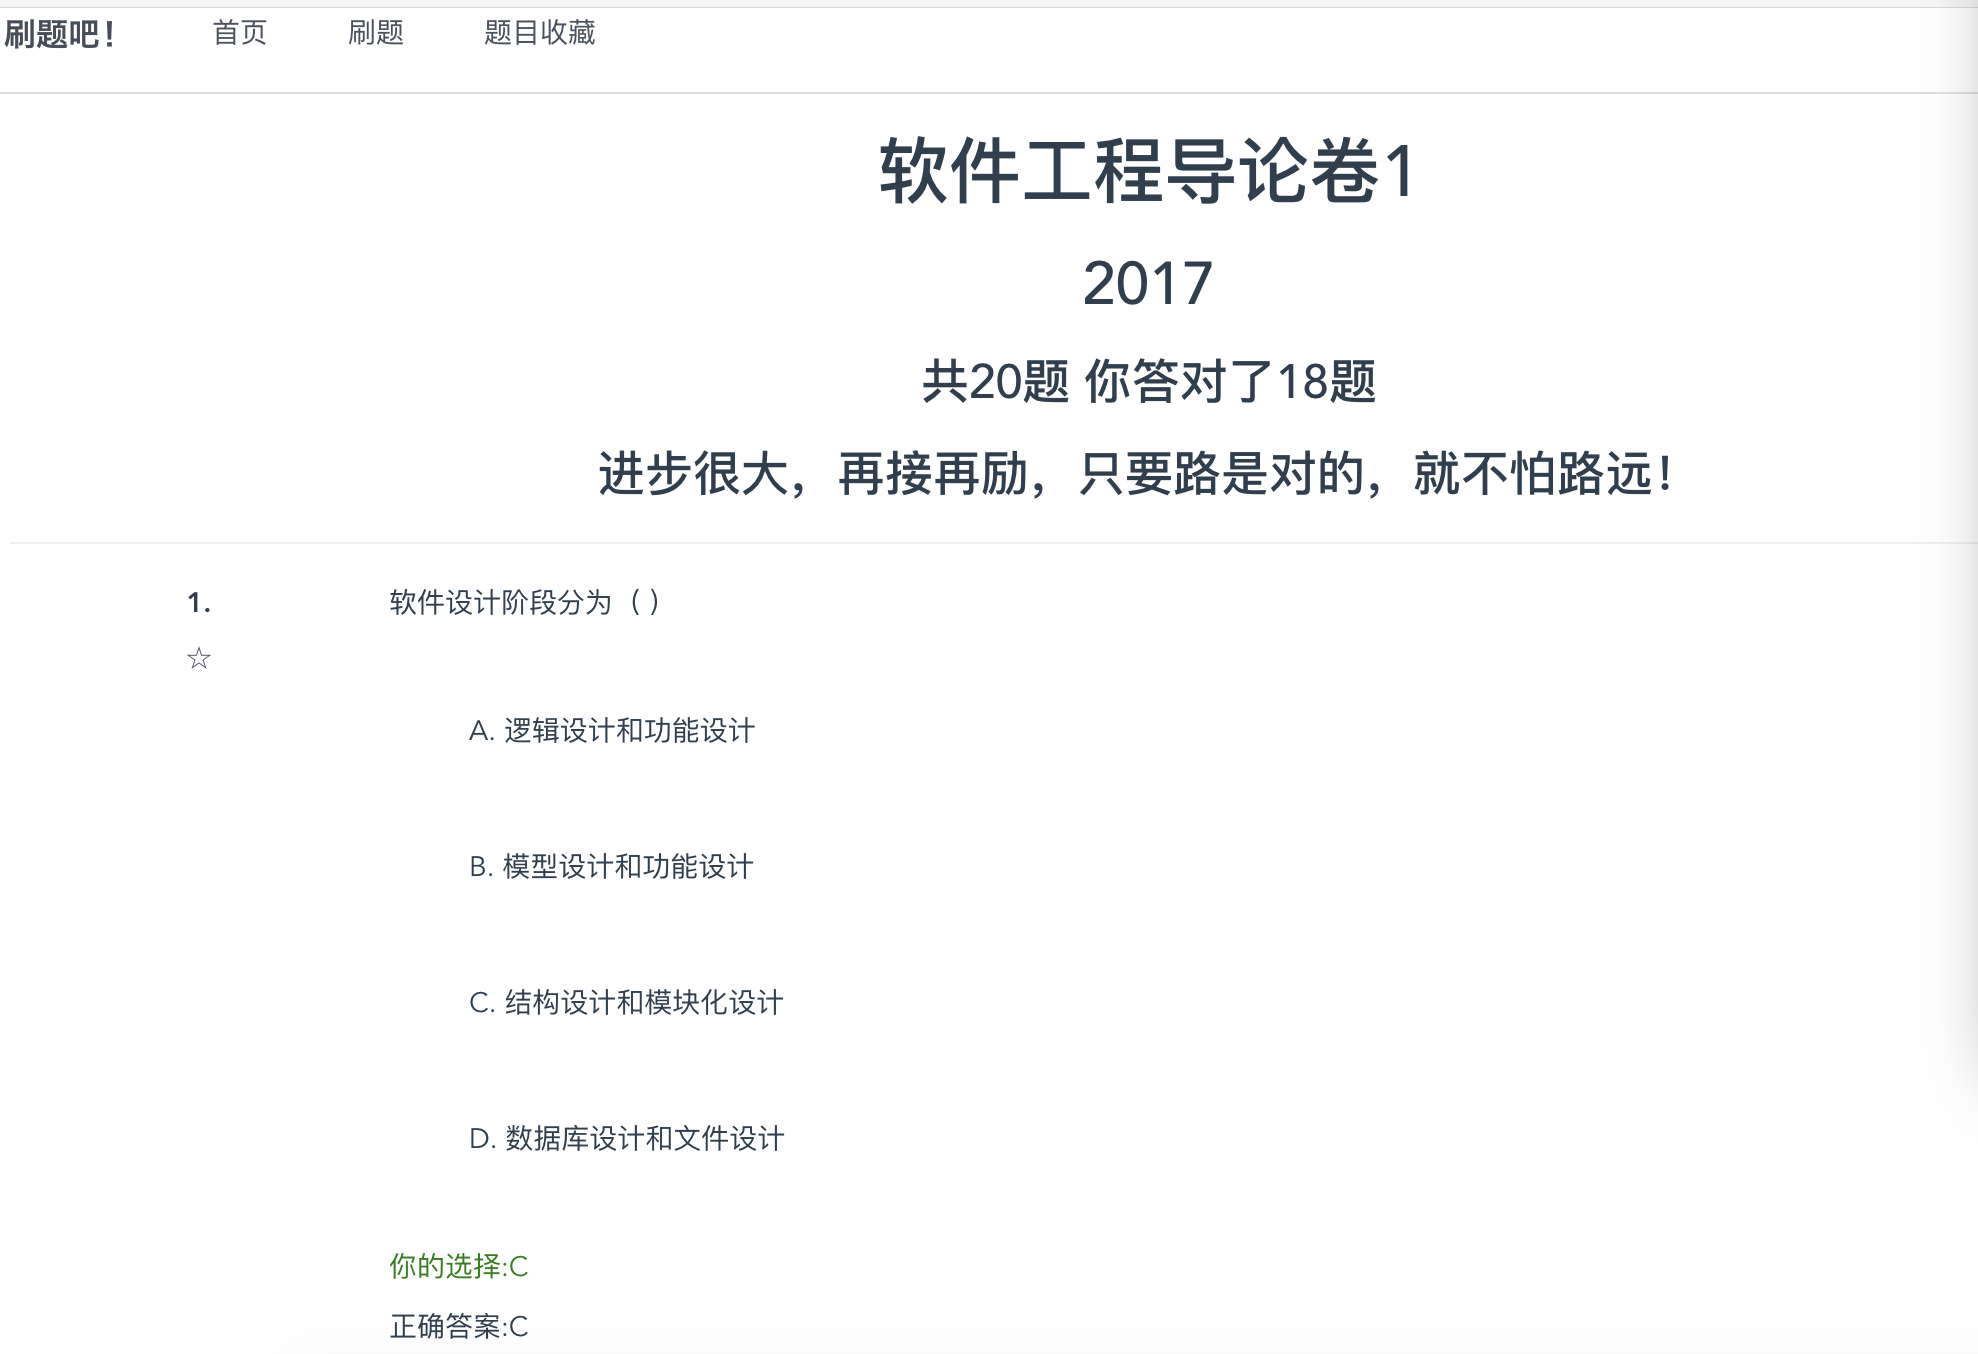 刷题吧！ 首页 刷题 题目收藏
软件工程导论卷1
2017
共20题 你答对了18题
进步很大，再接再励，只要路是对的，就不怕路远！
1. 软件设计阶段分为（ ）
☆
A. 逻辑设计和功能设计
B. 模型设计和功能设计
C. 结构设计和模块化设计
D. 数据库设计和文件设计
你的选择:C
正确答案:C